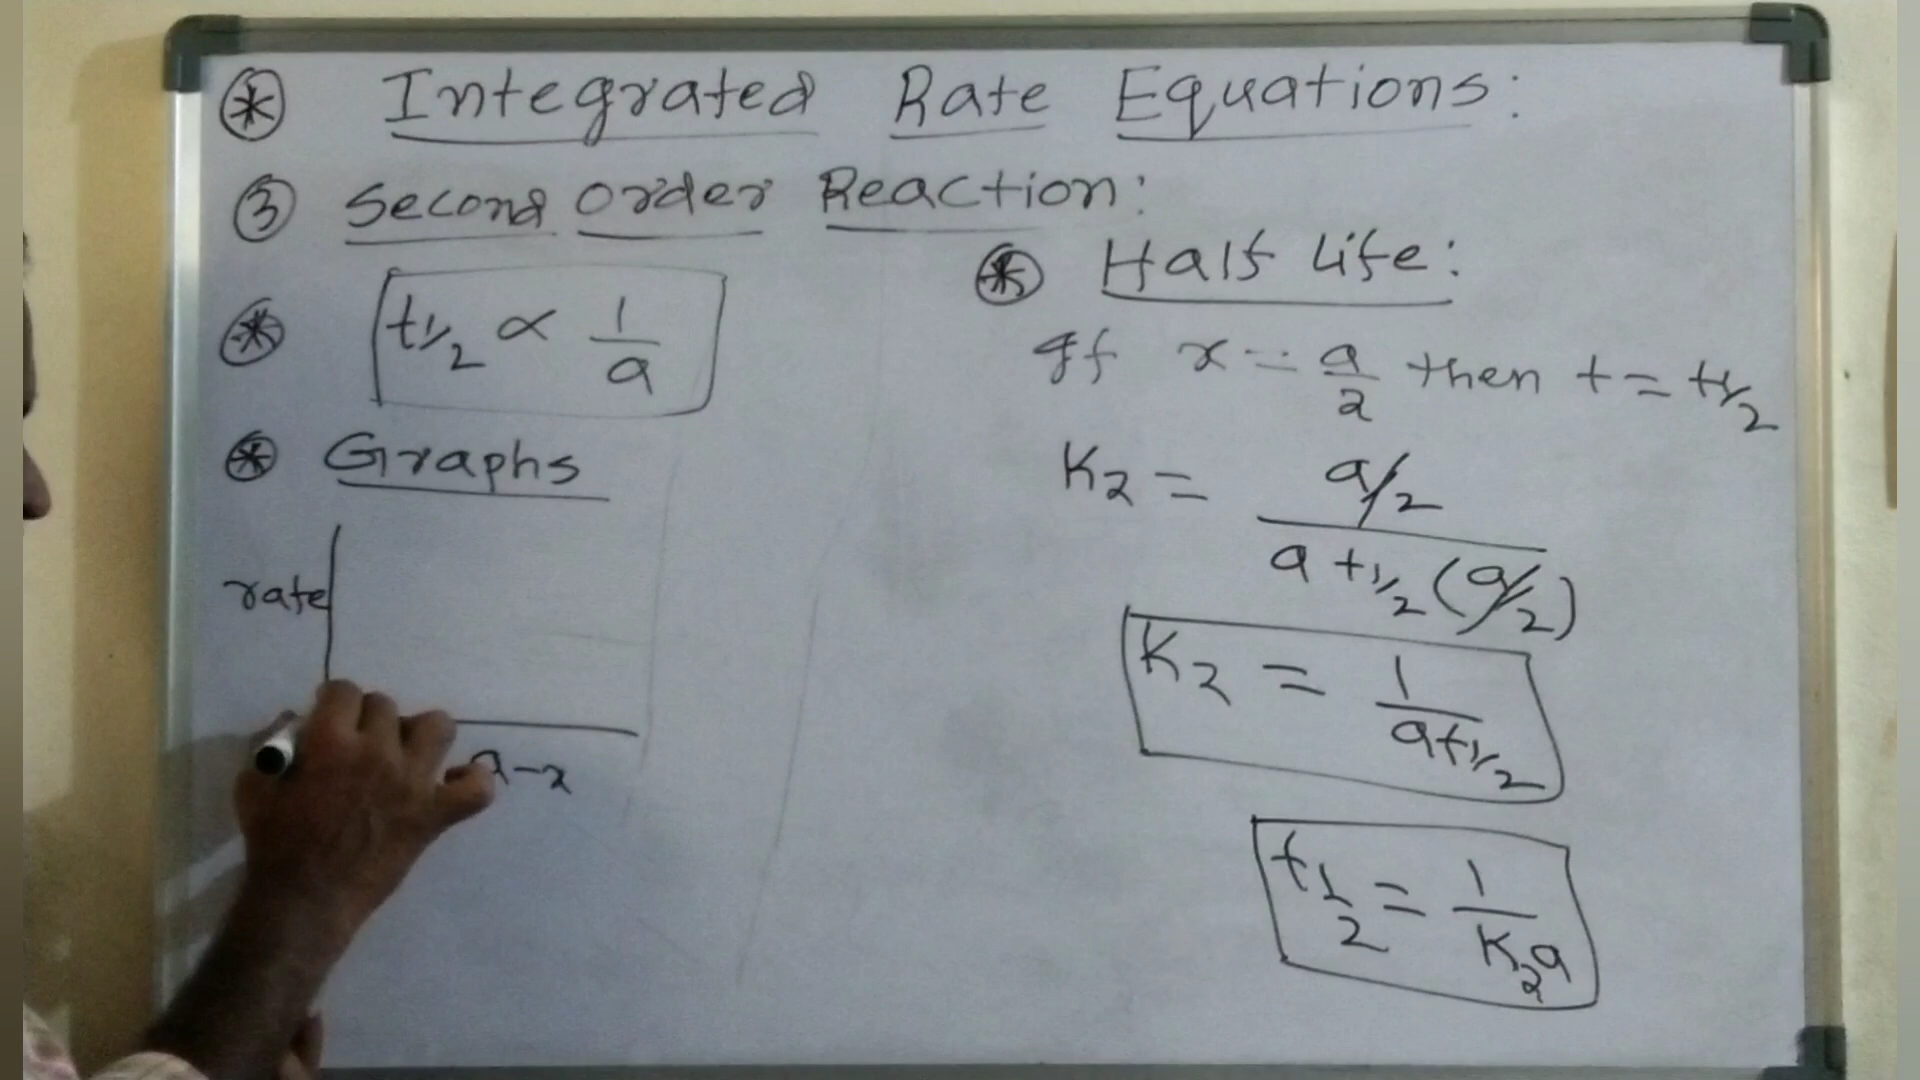 * Integrated Rate Equations:
③ Second order Reaction:
* t1/2 ∝ 1/a
* Graphs
rate
a-x
* Half life:
If x = a/2 then t = t1/2
K2 = a/2 / a t1/2 (a/2)
K2 = 1 / a t1/2
t1/2 = 1 / K2 a